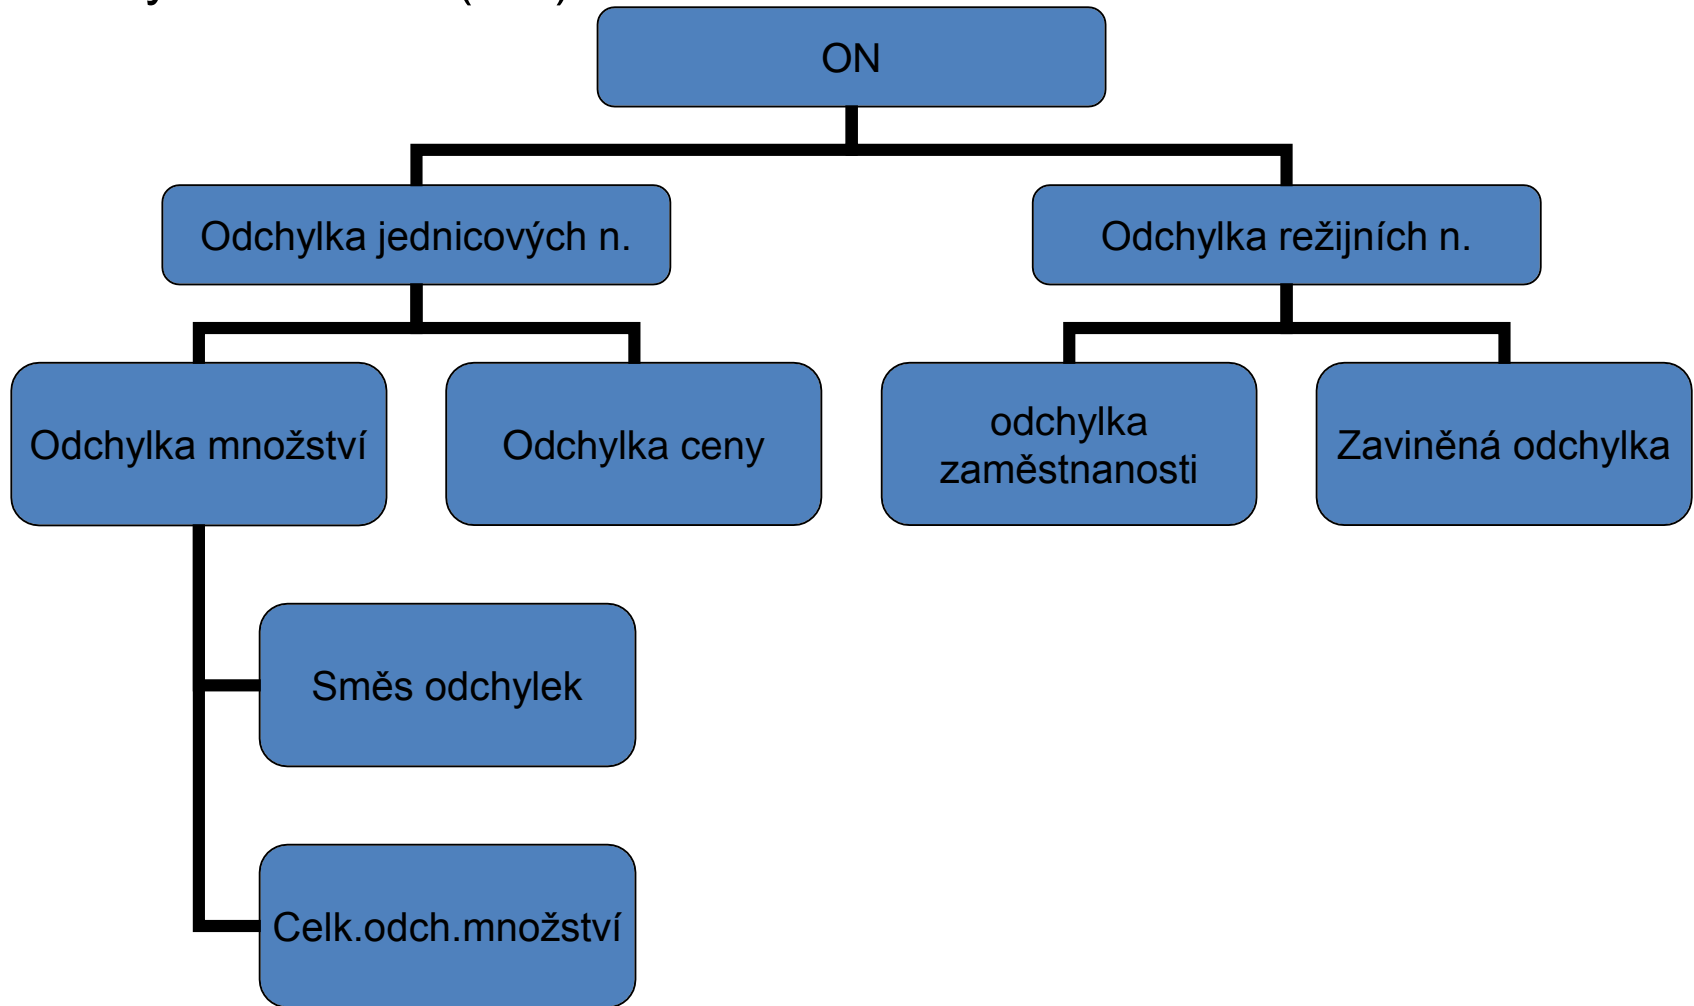 ON
Odchylka jednicových n.
Odchylka režijních n.
Odchylka množství
Odchylka ceny
odchylka
zaměstnanosti
Zaviněná odchylka
Směs odchylek
Celk.odch.množství